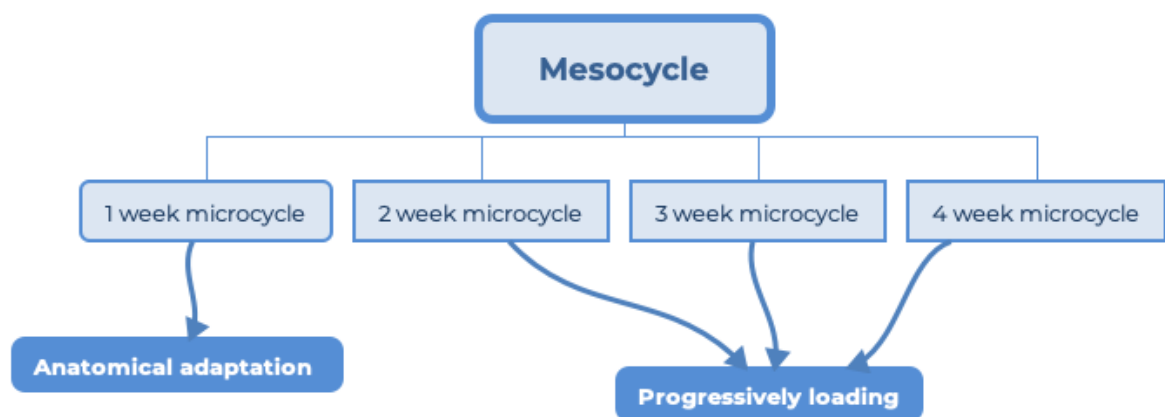 Mesocycle
1 week microcycle
2 week microcycle
3 week microcycle
4 week microcycle
Anatomical adaptation
Progressively loading